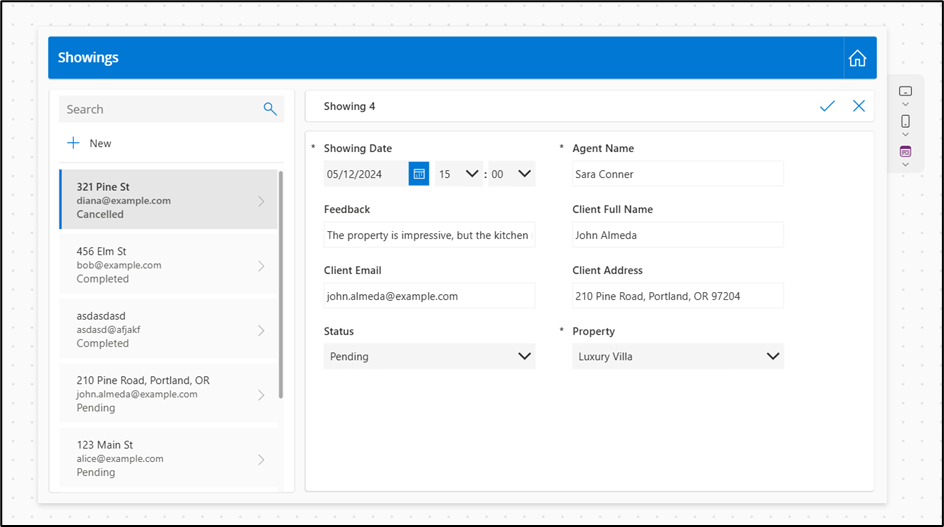 Showings
Search
New
321 Pine St
diana@example.com
Cancelled
456 Elm St
bob@example.com
Completed
asdasdasd
asdasd@afjakf
Completed
210 Pine Road, Portland, OR
john.almeda@example.com
Pending
123 Main St
alice@example.com
Pending
Showing 4
* Showing Date
05/12/2024 15 : 00
* Agent Name
Sara Conner
Feedback
The property is impressive, but the kitchen
Client Full Name
John Almeda
Client Email
john.almeda@example.com
Client Address
210 Pine Road, Portland, OR 97204
Status
Pending
* Property
Luxury Villa